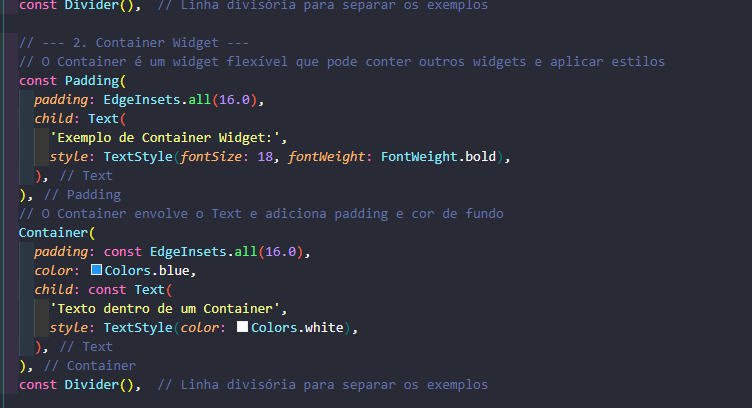 const Divider(),  // Linha divisória para separar os exemplos
// --- 2. Container Widget ---
// O Container é um widget flexível que pode conter outros widgets e aplicar estilos
const Padding(
  padding: EdgeInsets.all(16.0),
  child: Text(
    'Exemplo de Container Widget:',
    style: TextStyle(fontSize: 18, fontWeight: FontWeight.bold),
  ), // Text
), // Padding
// O Container envolve o Text e adiciona padding e cor de fundo
Container(
  padding: const EdgeInsets.all(16.0),
  color: Colors.blue,
  child: const Text(
    'Texto dentro de um Container',
    style: TextStyle(color: Colors.white),
  ), // Text
), // Container
const Divider(),  // Linha divisória para separar os exemplos